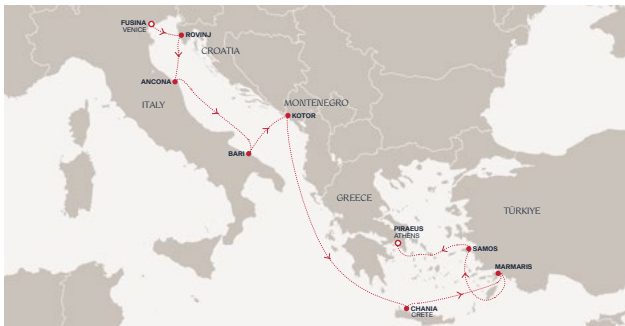 FUSINA
VENICE
ROVINJ
CROATIA
ANCONA
ITALY
MONTENEGRO
KOTOR
BARI
GREECE
TÜRKIYE
PIRAEUS
ATHENS
SAMOS
MARMARIS
CHANIA
CRETE